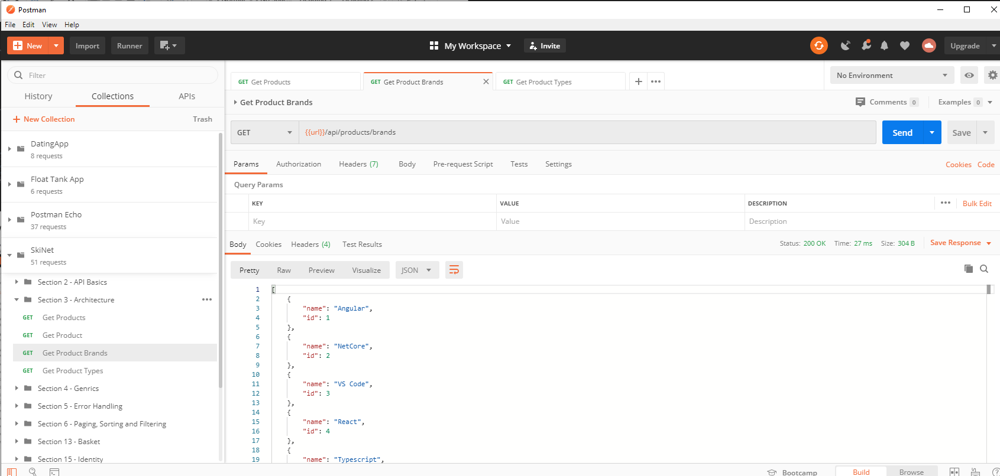 Postman
File Edit View Help
New Import Runner My Workspace Invite Upgrade
Filter
History Collections APIs
New Collection Trash
DatingApp
8 requests
Float Tank App
6 requests
Postman Echo
37 requests
SkiNet
51 requests
Section 2 - API Basics
Section 3 - Architecture
GET Get Products
GET Get Product
GET Get Product Brands
GET Get Product Types
Section 4 - Genrics
Section 5 - Error Handling
Section 6 - Paging, Sorting and Filtering
Section 13 - Basket
Section 15 - Identity
GET Get Products GET Get Product Brands GET Get Product Types No Environment
Get Product Brands Comments 0 Examples 0
GET {{url}}/api/products/brands Send Save
Params Authorization Headers (7) Body Pre-request Script Tests Settings Cookies Code
Query Params
KEY VALUE DESCRIPTION Bulk Edit
Key Value Description
Body Cookies Headers (4) Test Results Status: 200 OK Time: 27 ms Size: 304 B Save Response
Pretty Raw Preview Visualize JSON
1 [
2 {
3 "name": "Angular",
4 "id": 1
5 },
6 {
7 "name": "NetCore",
8 "id": 2
9 },
10 {
11 "name": "VS Code",
12 "id": 3
13 },
14 {
15 "name": "React",
16 "id": 4
17 },
18 {
19 "name": "Typescript",
Bootcamp Build Browse